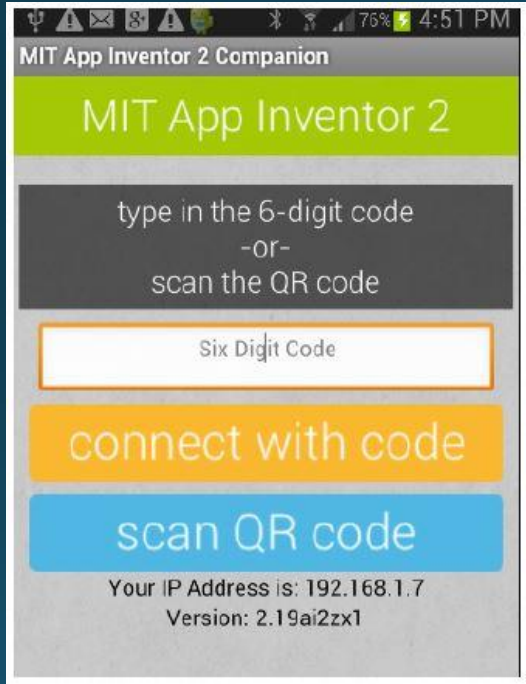 76% 4:51 PM
MIT App Inventor 2 Companion
MIT App Inventor 2
type in the 6-digit code
-or-
scan the QR code
Six Digit Code
connect with code
scan QR code
Your IP Address is: 192.168.1.7
Version: 2.19ai2zx1